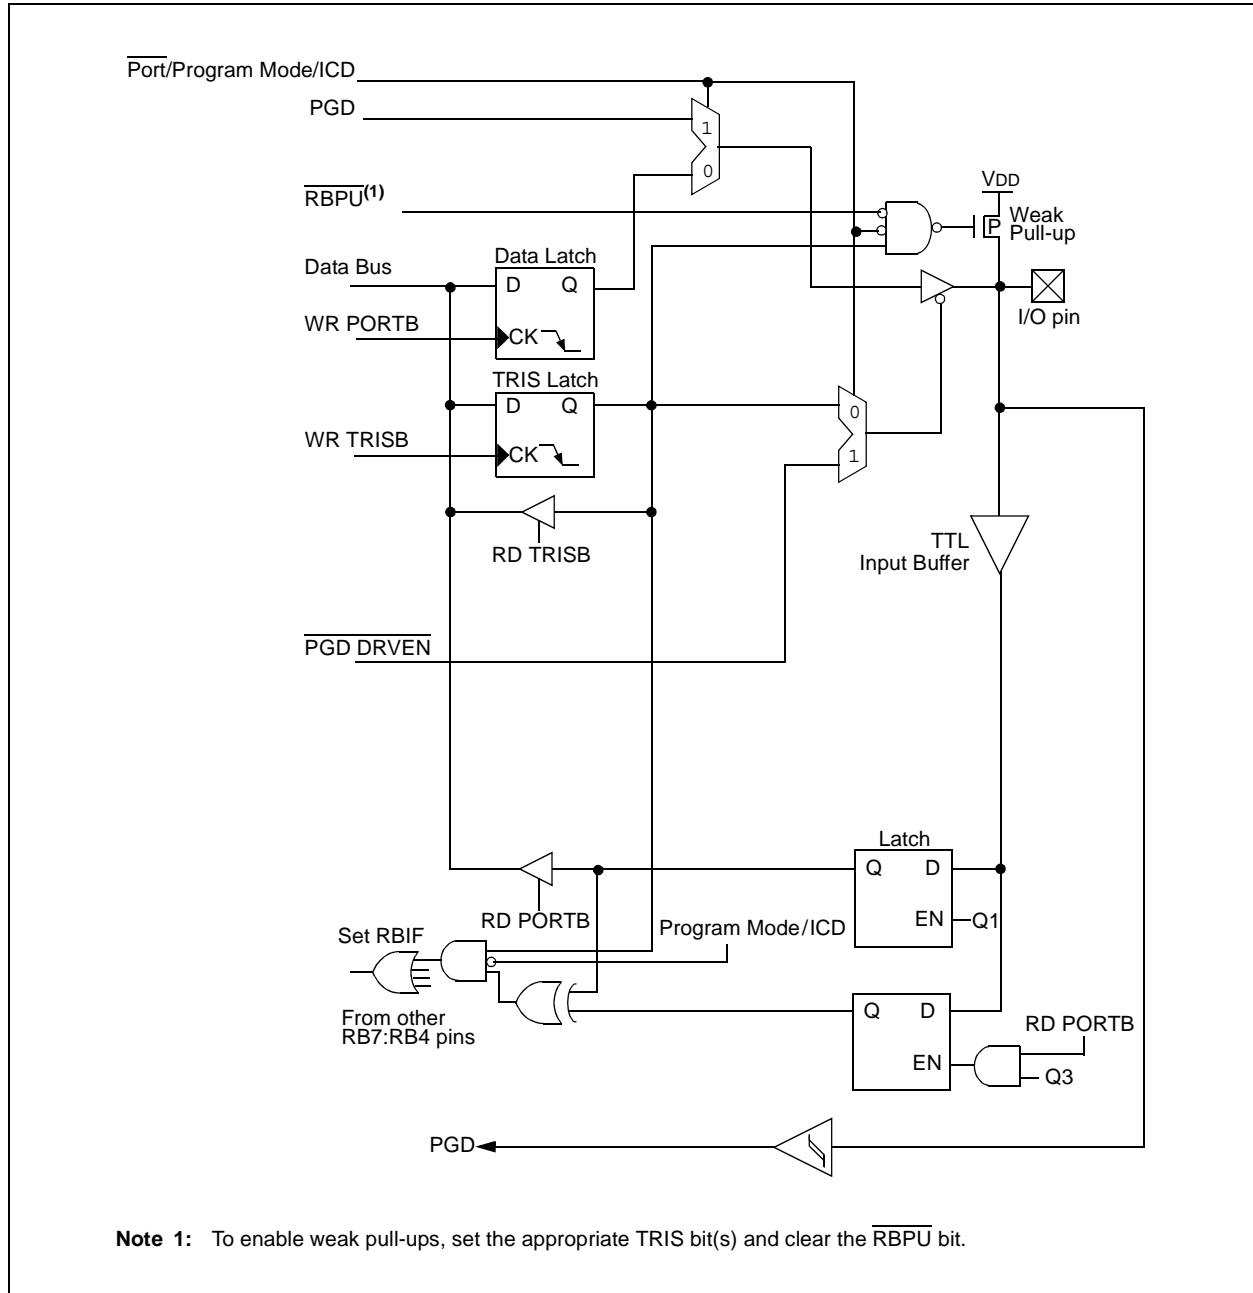 Port/Program Mode/ICD
PGD
1
0
RBPU(1)
VDD
Weak
Pull-up
P
Data Bus
Data Latch
D Q
I/O pin
WR PORTB
CK
TRIS Latch
D Q
0
WR TRISB
CK
1
RD TRISB
TTL
Input Buffer
PGD DRVEN
Latch
Q D
EN
Q1
RD PORTB
Program Mode/ICD
Set RBIF
From other
RB7:RB4 pins
Q D
EN
RD PORTB
Q3
PGD
Note 1: To enable weak pull-ups, set the appropriate TRIS bit(s) and clear the RBPU bit.